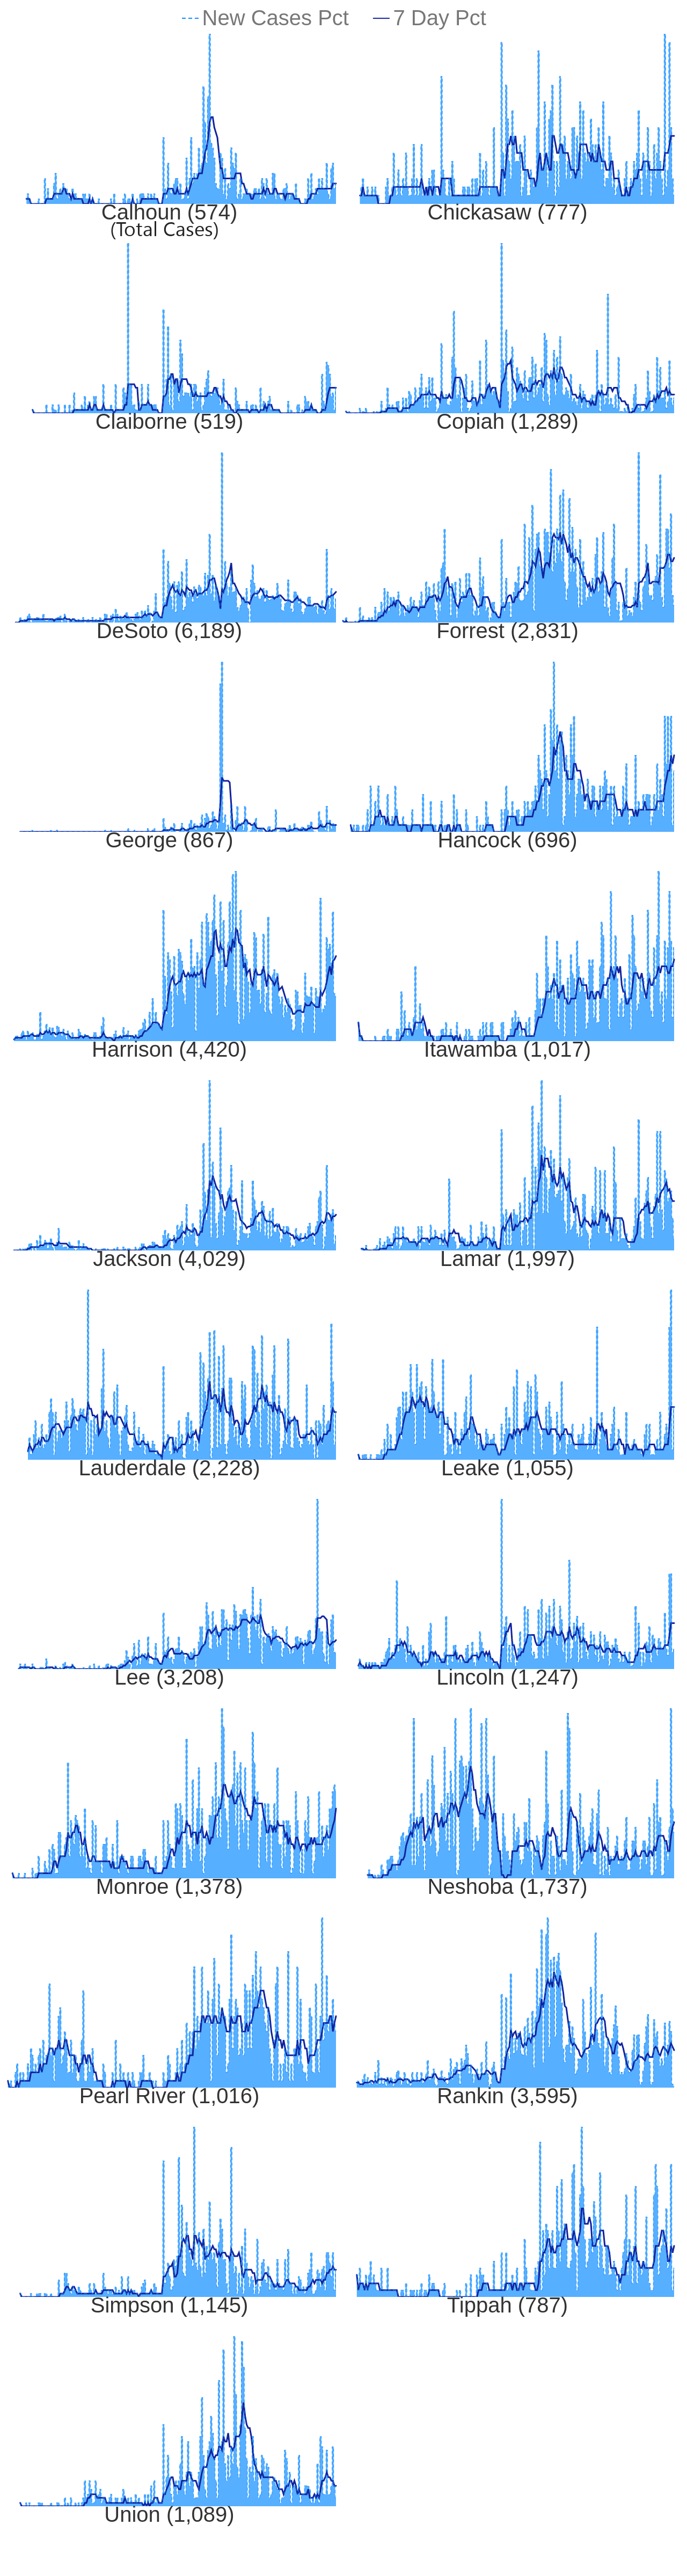 New Cases Pct 7 Day Pct
Calhoun (574) Chickasaw (777)
(Total Cases)
Claiborne (519) Copiah (1,289)
DeSoto (6,189) Forrest (2,831)
George (867) Hancock (696)
Harrison (4,420) Itawamba (1,017)
Jackson (4,029) Lamar (1,997)
Lauderdale (2,228) Leake (1,055)
Lee (3,208) Lincoln (1,247)
Monroe (1,378) Neshoba (1,737)
Pearl River (1,016) Rankin (3,595)
Simpson (1,145) Tippah (787)
Union (1,089)